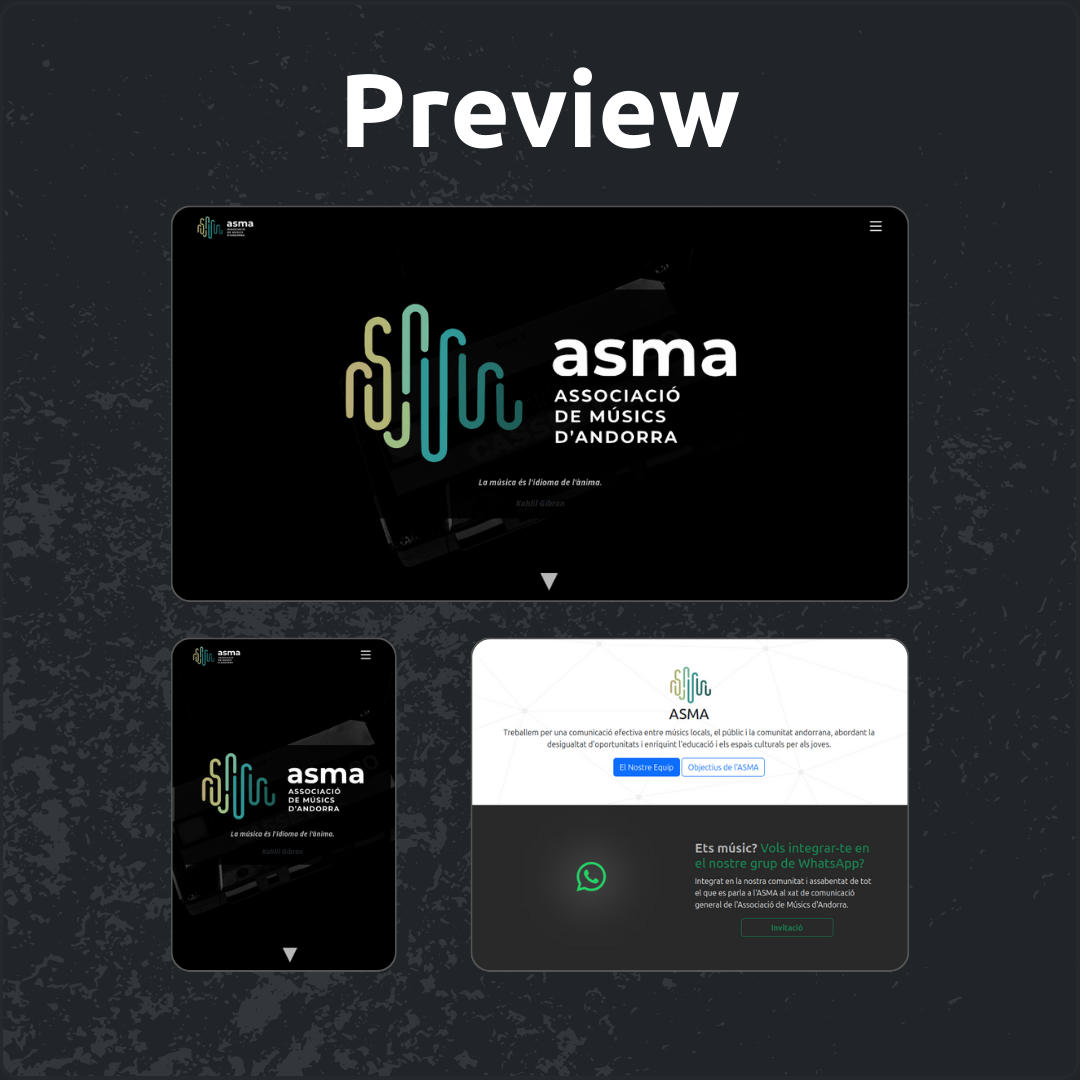 Preview
asma
ASSOCIACIÓ
DE MÚSICS
D'ANDORRA
asma
ASSOCIACIÓ
DE MÚSICS
D'ANDORRA
La música és l'idioma de l'ànima.
Kahlil Gibran
asma
ASSOCIACIÓ
DE MÚSICS
D'ANDORRA
asma
ASSOCIACIÓ
DE MÚSICS
D'ANDORRA
La música és l'idioma de l'ànima.
Kahlil Gibran
ASMA
Treballem per una comunicació efectiva entre músics locals, el públic i la comunitat andorrana, abordant la
desigualtat d'oportunitats i enriquint l'educació i els espais culturals per als joves.
El Nostre Equip Objectius de l'ASMA
Ets músic? Vols integrar-te en
el nostre grup de WhatsApp?
Integrat en la nostra comunitat i assabentat de tot
el que es parla a l'ASMA al xat de comunicació
general de l'Associació de Músics d'Andorra.
Invitació